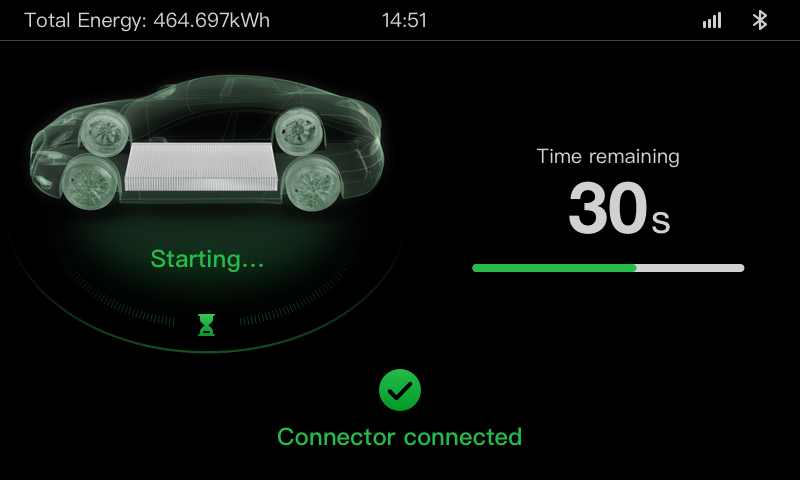 Total Energy: 464.697kWh 14:51
Time remaining
30s
Starting...
Connector connected